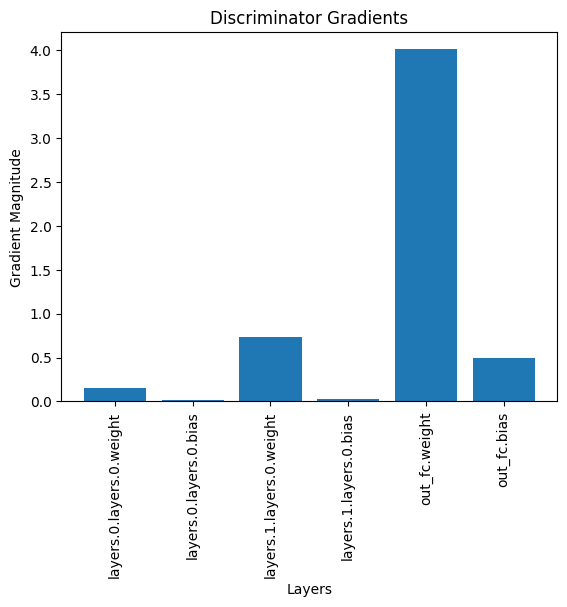 Discriminator Gradients
Gradient Magnitude
4.0
3.5
3.0
2.5
2.0
1.5
1.0
0.5
0.0
layers.0.layers.0.weight
layers.0.layers.0.bias
layers.1.layers.0.weight
layers.1.layers.0.bias
out_fc.weight
out_fc.bias
Layers